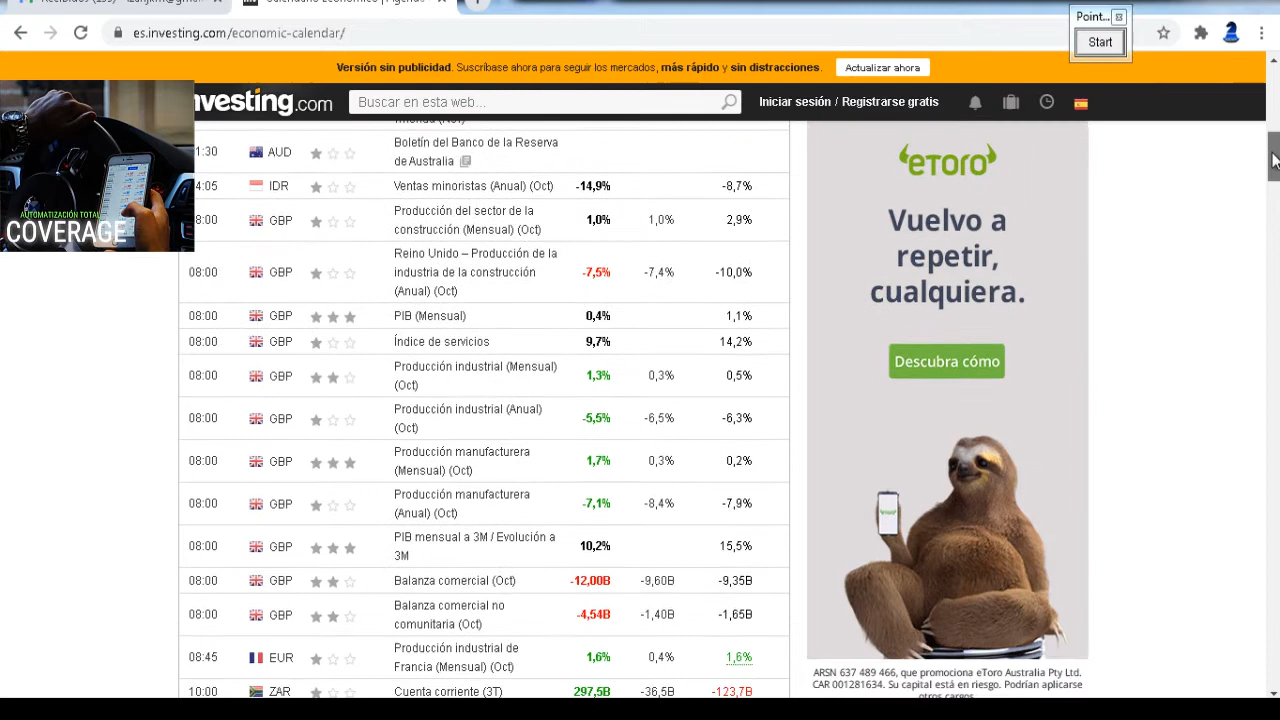 Calendario Económico | Agenda
es.investing.com/economic-calendar/
Point...
Start
Versión sin publicidad. Suscríbase ahora para seguir los mercados, más rápido y sin distracciones.
Actualizar ahora
nvesting.com
Buscar en esta web...
Iniciar sesión / Registrarse gratis
AUTOMATIZACIÓN TOTAL
COVERAGE
1:30 AUD Boletín del Banco de la Reserva
de Australia
4:05 IDR Ventas minoristas (Anual) (Oct) -14,9% -8,7%
8:00 GBP Producción del sector de la
construcción (Mensual) (Oct) 1,0% 1,0% 2,9%
08:00 GBP Reino Unido – Producción de la
industria de la construcción -7,5% -7,4% -10,0%
(Anual) (Oct)
08:00 GBP PIB (Mensual) 0,4% 1,1%
08:00 GBP Índice de servicios 9,7% 14,2%
08:00 GBP Producción industrial (Mensual)
(Oct) 1,3% 0,3% 0,5%
08:00 GBP Producción industrial (Anual)
(Oct) -5,5% -6,5% -6,3%
08:00 GBP Producción manufacturera
(Mensual) (Oct) 1,7% 0,3% 0,2%
08:00 GBP Producción manufacturera
(Anual) (Oct) -7,1% -8,4% -7,9%
08:00 GBP PIB mensual a 3M / Evolución a
3M 10,2% 15,5%
08:00 GBP Balanza comercial (Oct) -12,00B -9,60B -9,35B
08:00 GBP Balanza comercial no
comunitaria (Oct) -4,54B -1,40B -1,65B
08:45 EUR Producción industrial de
Francia (Mensual) (Oct) 1,6% 0,4% 1,6%
10:00 ZAR Cuenta corriente (3T) 297,5B -36,5B -123,7B
eToro
Vuelvo a
repetir,
cualquiera.
Descubra cómo
ARSN 637 489 466, que promociona eToro Australia Pty Ltd.
CAR 001281634. Su capital está en riesgo. Podrían aplicarse
otros cargos.